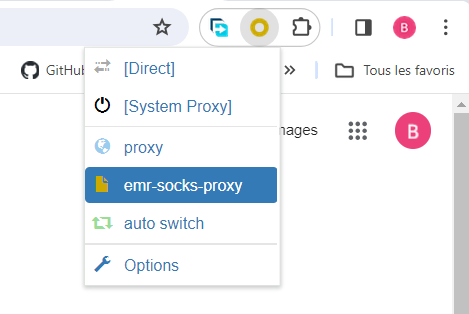 B
GitHub
»
Tous les favoris
[Direct]
[System Proxy]
mages
B
proxy
emr-socks-proxy
auto switch
Options